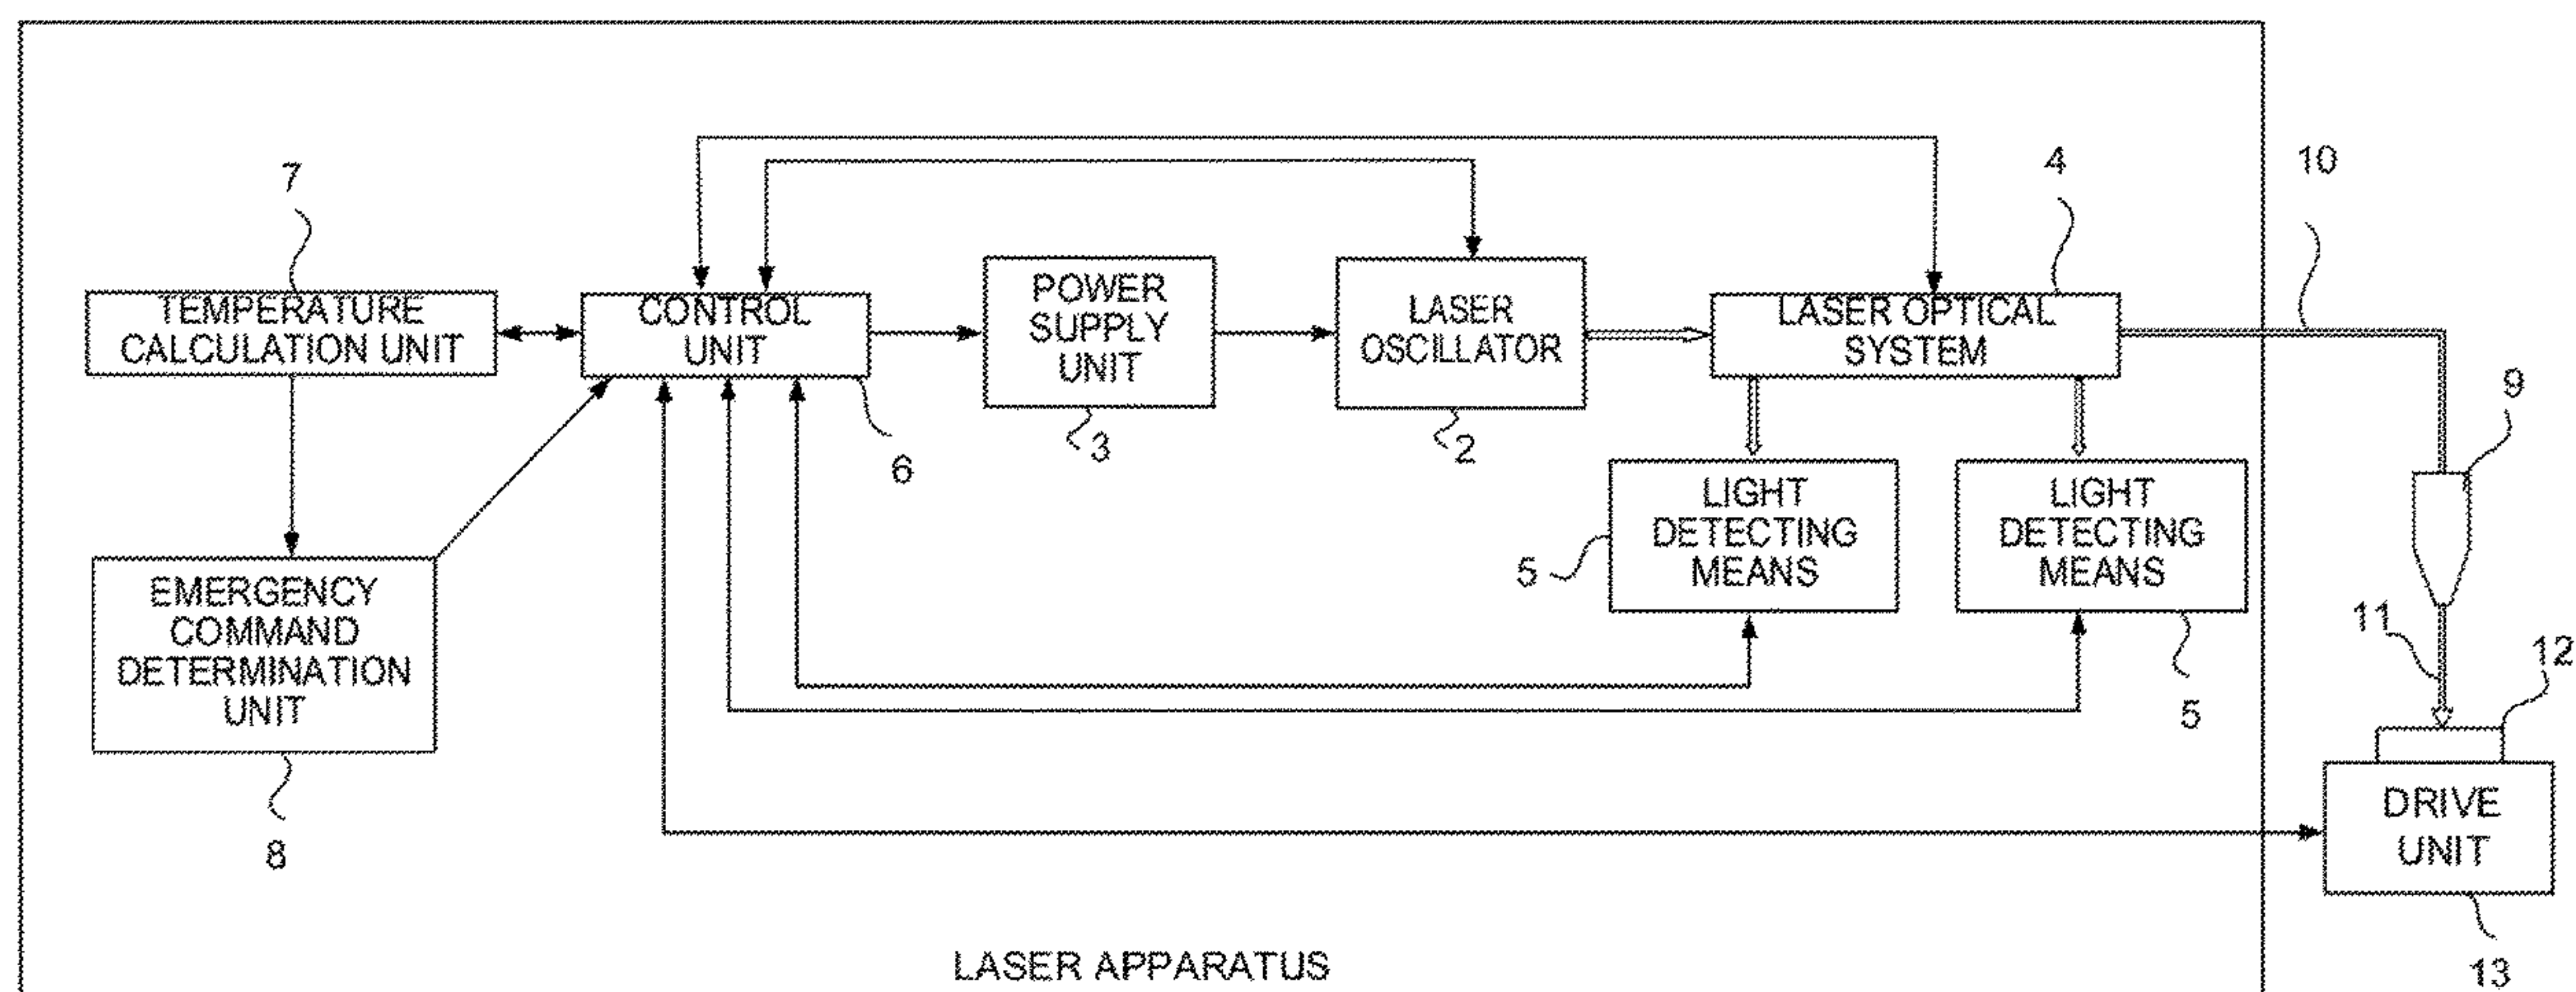 7
4
10
TEMPERATURE
CALCULATION UNIT
CONTROL
UNIT
POWER
SUPPLY
UNIT
LASER
OSCILLATOR
LASER OPTICAL
SYSTEM
9
6
3
2
LIGHT
DETECTING
MEANS
LIGHT
DETECTING
MEANS
5
5
11
12
EMERGENCY
COMMAND
DETERMINATION
UNIT
8
DRIVE
UNIT
13
LASER APPARATUS